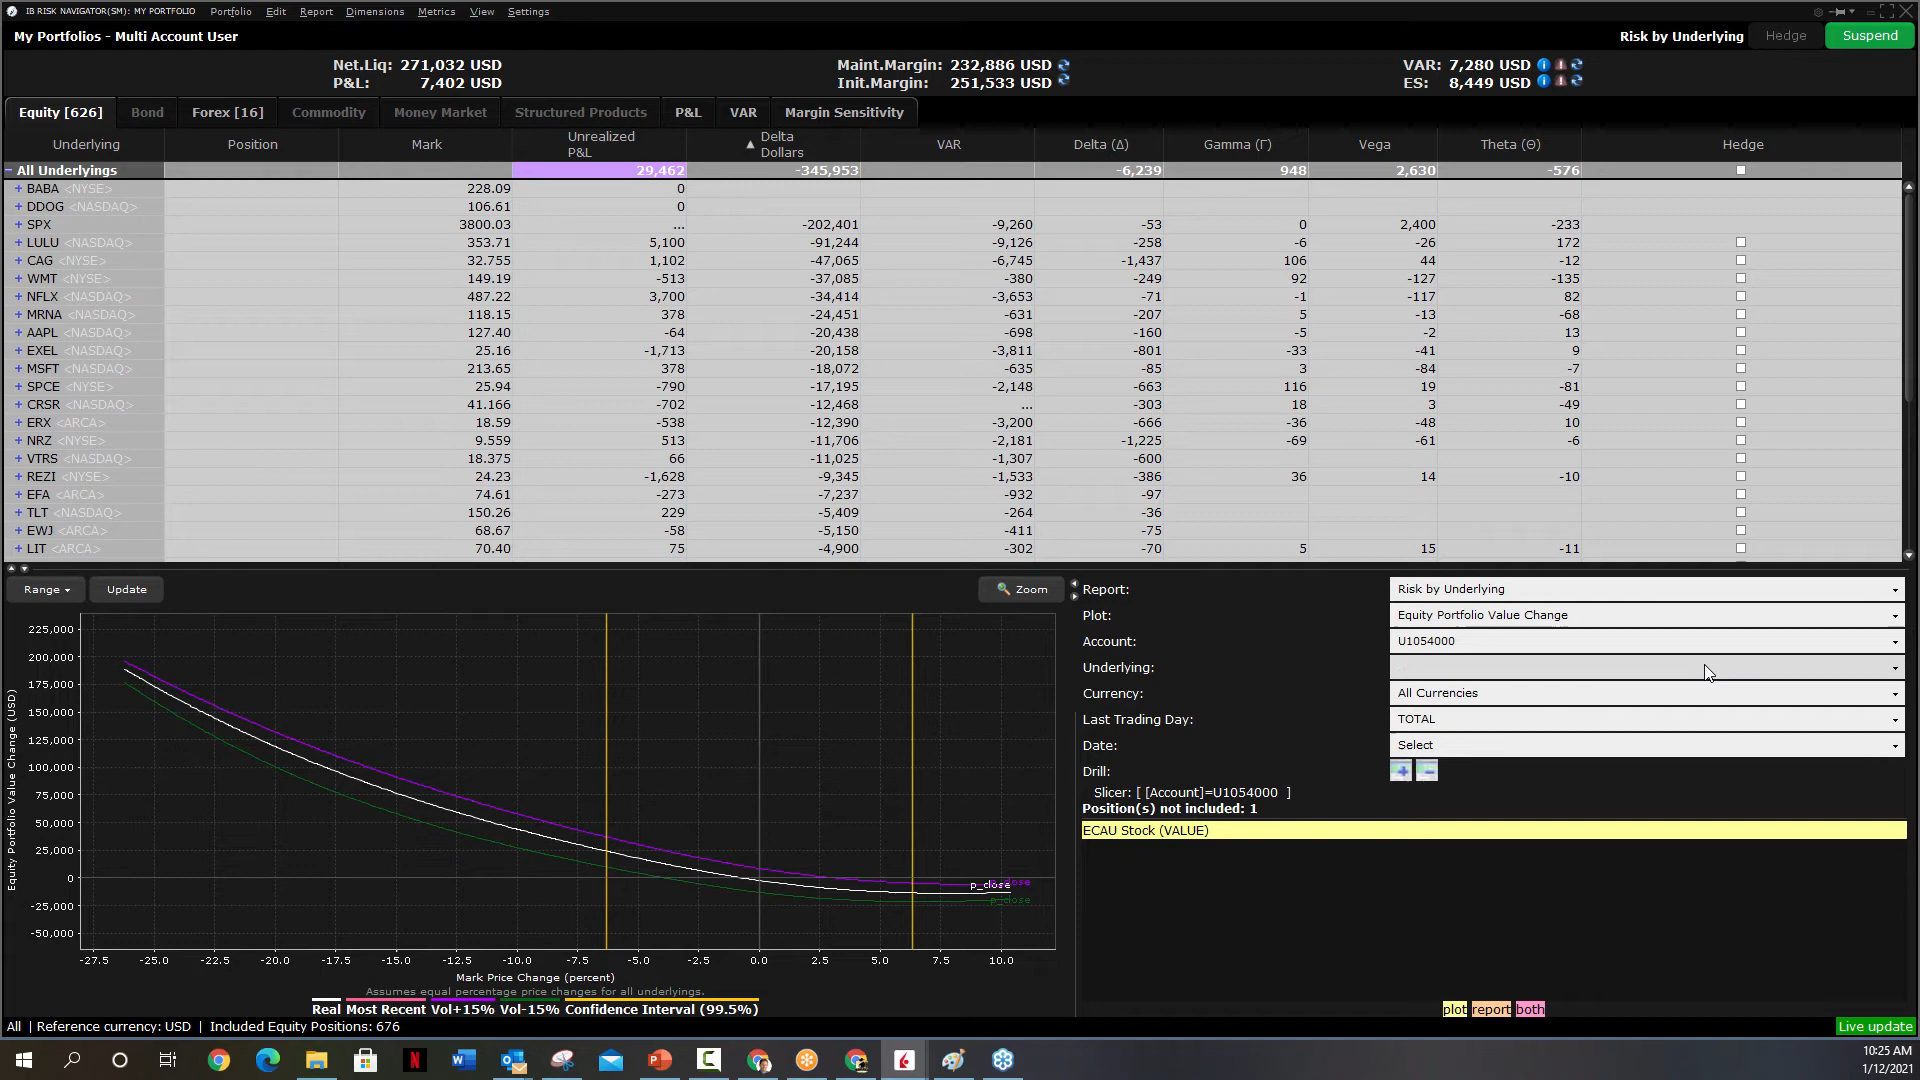 IB RISK NAVIGATOR(SM): MY PORTFOLIO Portfolio Edit Report Dimensions Metrics View Settings
My Portfolios - Multi Account User Risk by Underlying Hedge Suspend
Net.Liq: 271,032 USD Maint.Margin: 232,886 USD VAR: 7,280 USD
P&L: 7,402 USD Init.Margin: 251,533 USD ES: 8,449 USD
Equity [626] Bond Forex [16] Commodity Money Market Structured Products P&L VAR Margin Sensitivity
Underlying Position Mark Unrealized P&L Delta Dollars VAR Delta (Δ) Gamma (Γ) Vega Theta (Θ) Hedge
All Underlyings 29,462 -345,953 -6,239 948 2,630 -576
BABA <NYSE> 228.09 0
DDOG <NASDAQ> 106.61 0
SPX 3800.03 ... -202,401 -9,260 -53 0 2,400 -233
LULU <NASDAQ> 353.71 5,100 -91,244 -9,126 -258 -6 -26 172
CAG <NYSE> 32.755 1,102 -47,065 -6,745 -1,437 106 44 -12
WMT <NYSE> 149.19 -513 -37,085 -380 -249 92 -127 -135
NFLX <NASDAQ> 487.22 3,700 -34,414 -3,653 -71 -1 -117 82
MRNA <NASDAQ> 118.15 378 -24,451 -631 -207 5 -13 -68
AAPL <NASDAQ> 127.40 -64 -20,438 -698 -160 -5 -2 13
EXEL <NASDAQ> 25.16 -1,713 -20,158 -3,811 -801 -33 -41 9
MSFT <NASDAQ> 213.65 378 -18,072 -635 -85 3 -84 -7
SPCE <NYSE> 25.94 -790 -17,195 -2,148 -663 116 19 -81
CRSR <NASDAQ> 41.166 -702 -12,468 ... -303 18 3 -49
ERX <ARCA> 18.59 -538 -12,390 -3,200 -666 -36 -48 10
NRZ <NYSE> 9.559 513 -11,706 -2,181 -1,225 -69 -61 -6
VTRS <NASDAQ> 18.375 66 -11,025 -1,307 -600
REZI <NYSE> 24.23 -1,628 -9,345 -1,533 -386 36 14 -10
EFA <ARCA> 74.61 -273 -7,237 -932 -97
TLT <NASDAQ> 150.26 229 -5,409 -264 -36
EWJ <ARCA> 68.67 -58 -5,150 -411 -75
LIT <ARCA> 70.40 75 -4,900 -302 -70 5 15 -11
Range Update Zoom
Equity Portfolio Value Change (USD)
225,000
200,000
175,000
150,000
125,000
100,000
75,000
50,000
25,000
0
-25,000
-50,000
p_close
p_close
-27.5 -25.0 -22.5 -20.0 -17.5 -15.0 -12.5 -10.0 -7.5 -5.0 -2.5 0.0 2.5 5.0 7.5 10.0
Mark Price Change (percent)
Assumes equal percentage price changes for all underlyings.
Real Most Recent Vol+15% Vol-15% Confidence Interval (99.5%)
Report: Risk by Underlying
Plot: Equity Portfolio Value Change
Account: U1054000
Underlying:
Currency: All Currencies
Last Trading Day: TOTAL
Date: Select
Drill:
Slicer: [ [Account]=U1054000 ]
Position(s) not included: 1
ECAU Stock (VALUE)
plot report both
All | Reference currency: USD | Included Equity Positions: 676 Live update
10:25 AM
1/12/2021